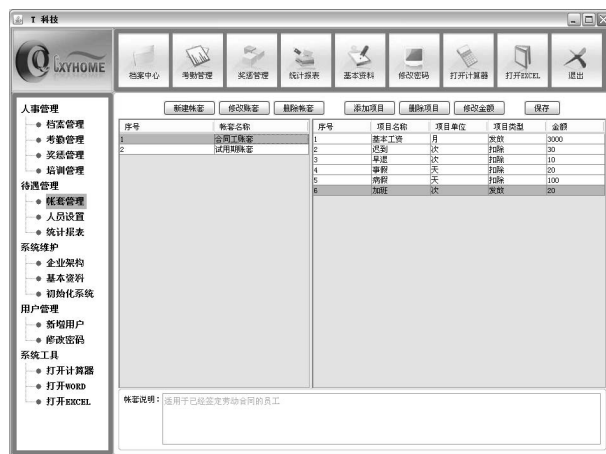 T 科技
QXYHOME
档案中心 考勤管理 奖惩管理 统计报表 基本资料 修改密码 打开计算器 打开EXCEL 退出
人事管理
档案管理
考勤管理
奖惩管理
培训管理
待遇管理
帐套管理
人员设置
统计报表
系统维护
企业架构
基本资料
初始化系统
用户管理
新增用户
修改密码
系统工具
打开计算器
打开WORD
打开EXCEL
新建帐套 修改账套 删除帐套 添加项目 删除项目 修改金额 保存
序号 帐套名称
1 合同工账套
2 试用期账套
序号 项目名称 项目单位 项目类型 金额
1 基本工资 月 发放 3000
2 迟到 次 扣除 30
3 早退 次 扣除 10
4 事假 天 扣除 20
5 病假 天 扣除 100
6 加班 次 发放 20
帐套说明: 适用于已经签定劳动合同的员工